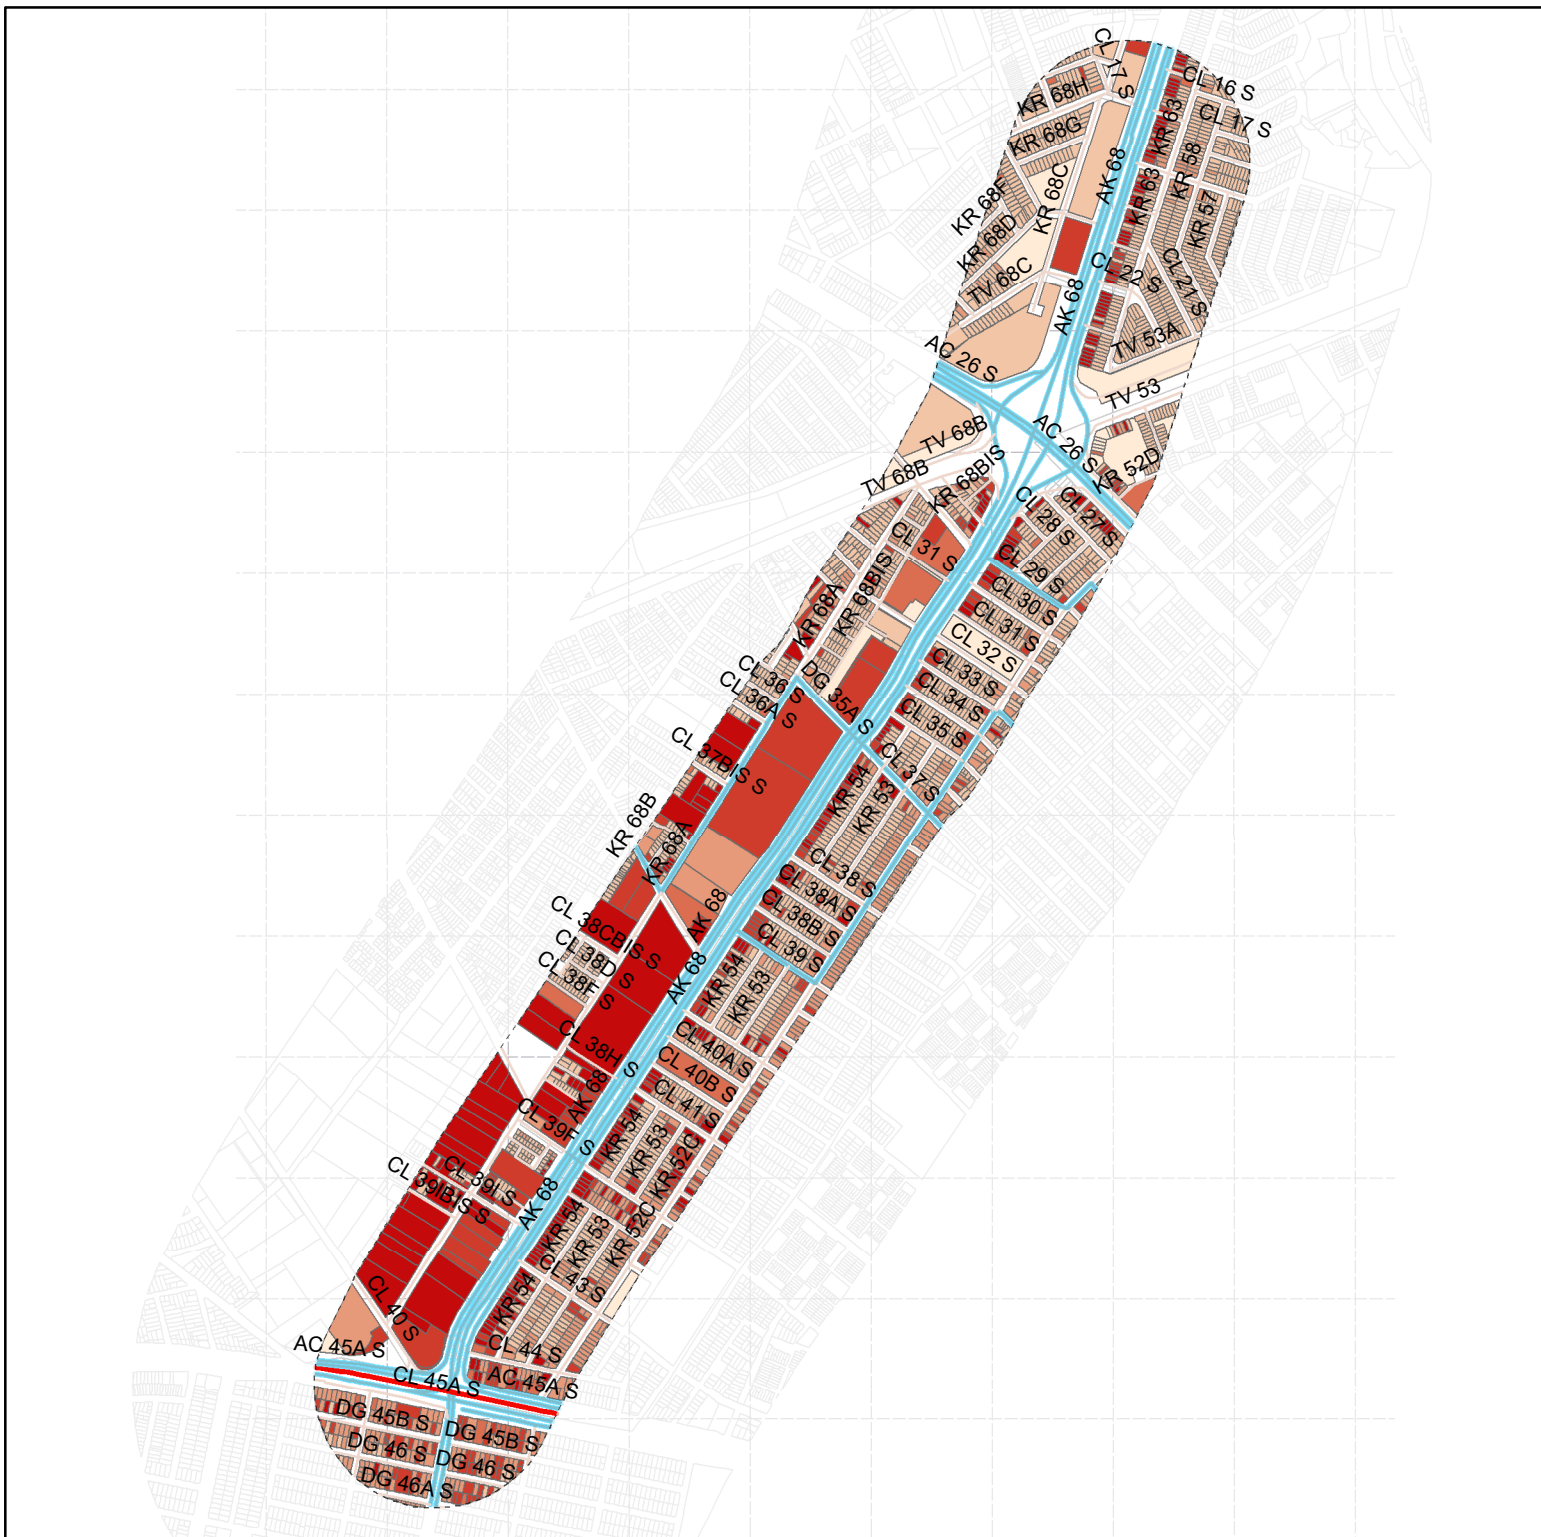 CL 17 S
CL 16 S
KR 68H
CL 17 S
KR 63
KR 68G
KR 58
AK 68
KR 63
KR 68C
KR 68F
KR 57
KR 68D
CL 22 S
CL 21 S
TV 68C
AK 68
TV 53A
AC 26 S
TV 53
TV 68B
AC 26 S
KR 52D
TV 68B
KR 68BIS
CL 28 S
CL 27 S
CL 31 S
CL 29 S
KR 68BIS
CL 30 S
KR 68A
CL 31 S
CL 32 S
CL 36 S
CL 33 S
CL 36A S
DG 35A S
CL 34 S
CL 35 S
CL 37BIS S
CL 37 S
KR 54
KR 53
KR 68B
KR 68A
CL 38 S
CL 38A S
AK 68
CL 38B S
CL 38CBIS S
CL 39 S
CL 38D S
AK 68
KR 54
CL 38F S
KR 53
CL 38H S
CL 40A S
CL 40B S
AK 68
CL 41 S
CL 39F S
KR 54
KR 53
KR 52C
CL 39I S
CL 39IBIS S
AK 68
KR 54
KR 53
KR 52C
CL 43 S
KR 54
CL 40 S
AC 45A S
CL 44 S
CL 45A S
AC 45A S
DG 45B S
DG 45B S
DG 46 S
DG 46 S
DG 46A S